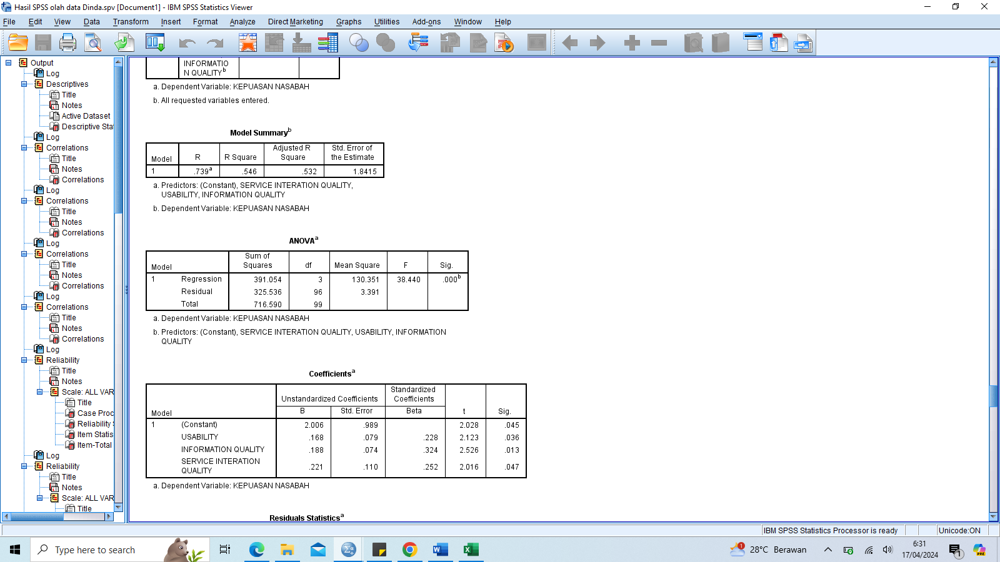 Hasil SPSS olah data Dinda.spv [Document1] - IBM SPSS Statistics Viewer
File Edit View Data Transform Insert Format Analyze Direct Marketing Graphs Utilities Add-ons Window Help
Output
Log
Descriptives
Title
Notes
Active Dataset
Descriptive Sta
Log
Correlations
Title
Notes
Correlations
Log
Correlations
Title
Notes
Correlations
Log
Correlations
Title
Notes
Correlations
Log
Correlations
Title
Notes
Correlations
Log
Reliability
Title
Notes
Scale: ALL VAR
Title
Case Proc
Reliability
Item Statis
Item-Total
Log
Reliability
Title
Notes
Scale: ALL VAR
Title
INFORMATIO
N QUALITYb
a. Dependent Variable: KEPUASAN NASABAH
b. All requested variables entered.
Model Summaryb
Model R R Square Adjusted R Square Std. Error of the Estimate
1 .739a .546 .532 1.8415
a. Predictors: (Constant), SERVICE INTERATION QUALITY,
USABILITY, INFORMATION QUALITY
b. Dependent Variable: KEPUASAN NASABAH
ANOVAa
Model Sum of Squares df Mean Square F Sig.
1 Regression 391.054 3 130.351 38.440 .000b
Residual 325.536 96 3.391
Total 716.590 99
a. Dependent Variable: KEPUASAN NASABAH
b. Predictors: (Constant), SERVICE INTERATION QUALITY, USABILITY, INFORMATION
QUALITY
Coefficientsa
Model Unstandardized Coefficients Standardized Coefficients t Sig.
B Std. Error Beta
1 (Constant) 2.006 .989 2.028 .045
USABILITY .168 .079 .228 2.123 .036
INFORMATION QUALITY .188 .074 .324 2.526 .013
SERVICE INTERATION QUALITY .221 .110 .252 2.016 .047
a. Dependent Variable: KEPUASAN NASABAH
Residuals Statisticsa
IBM SPSS Statistics Processor is ready Unicode:ON
Type here to search
1
28°C Berawan
6:31
17/04/2024
1
PRE